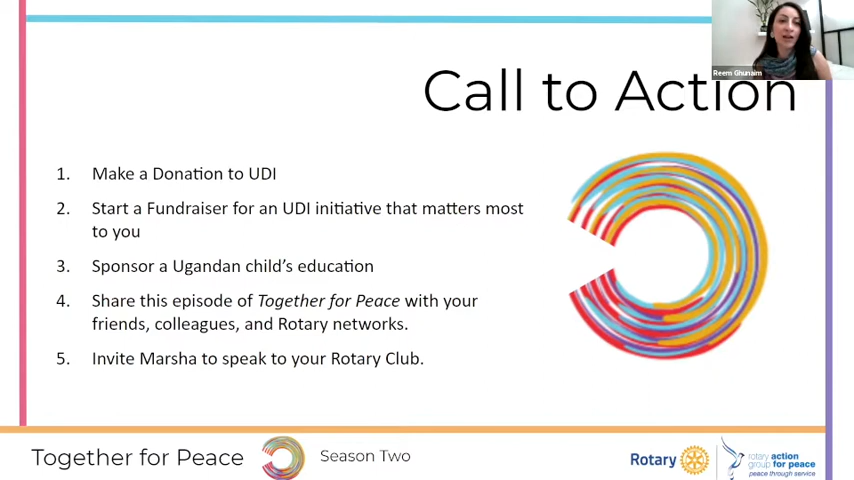 Reem Ghunaim
Call to Action
1. Make a Donation to UDI
2. Start a Fundraiser for an UDI initiative that matters most
to you
3. Sponsor a Ugandan child's education
4. Share this episode of Together for Peace with your
friends, colleagues, and Rotary networks.
5. Invite Marsha to speak to your Rotary Club.
Together for Peace
Season Two
Rotary
rotary action
group for peace
peace through service